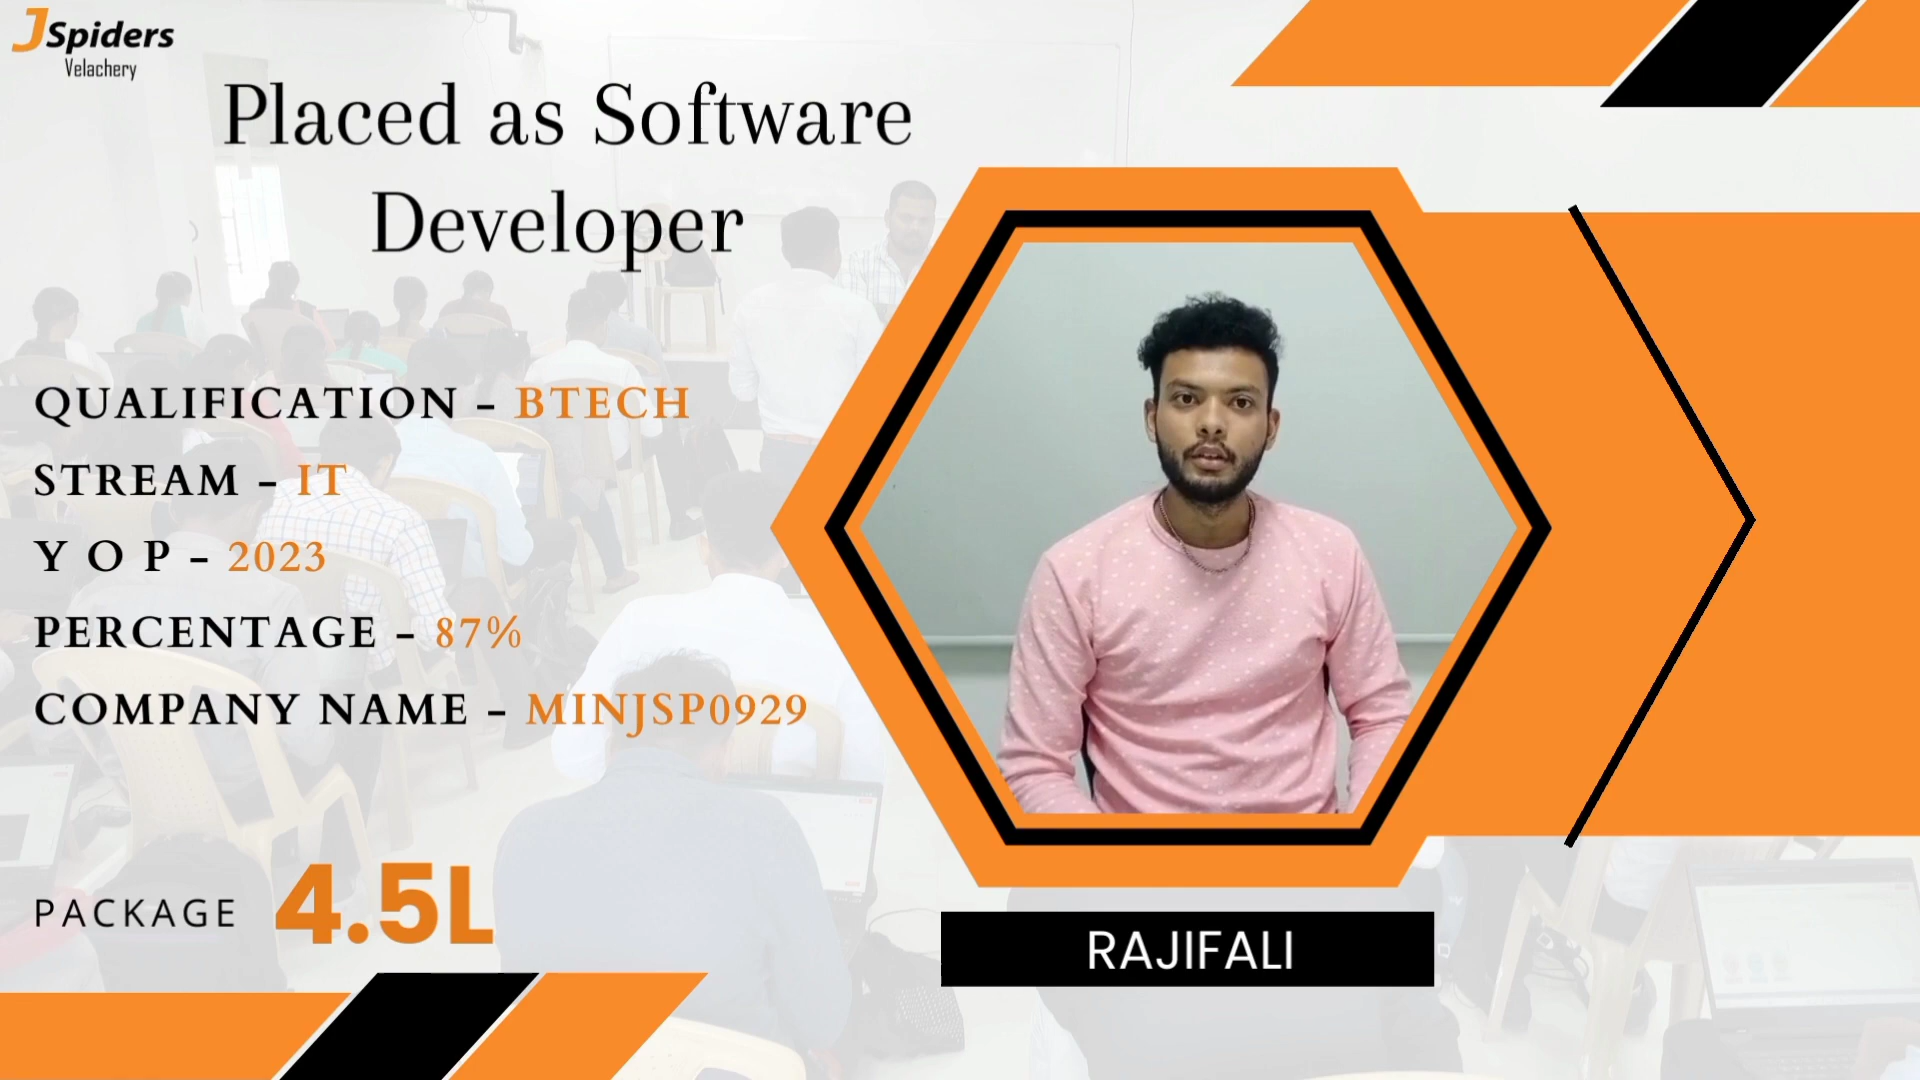 JSpiders
Velachery
Placed as Software
Developer
QUALIFICATION – BTECH
STREAM – IT
Y O P – 2023
PERCENTAGE – 87%
COMPANY NAME – MINJSP0929
PACKAGE 4.5L
RAJIFALI